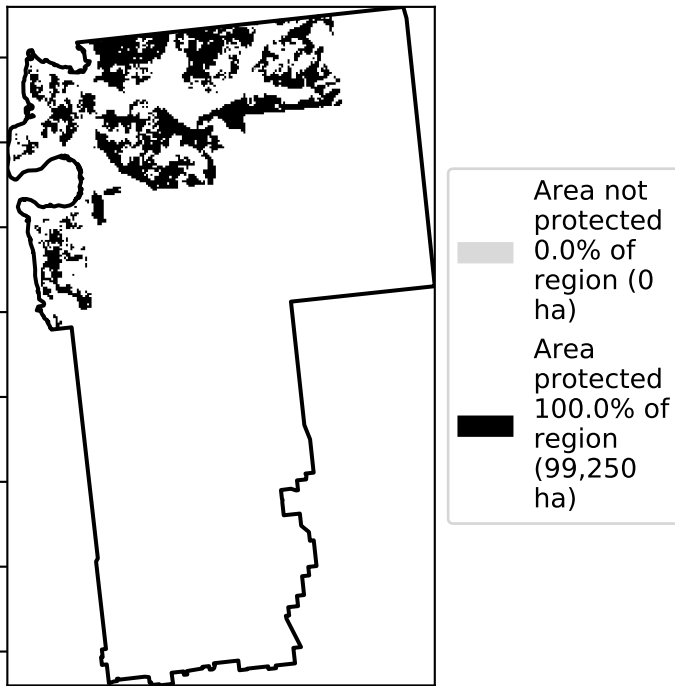 Area not
protected
0.0% of
region (0
ha)
Area
protected
100.0% of
region
(99,250
ha)